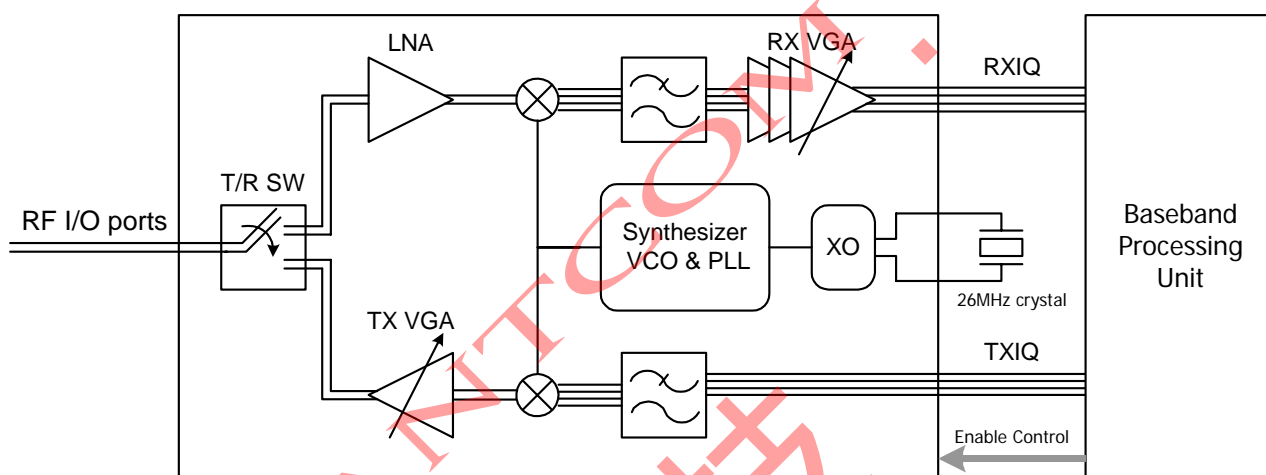 LNA
RX VGA
RXIQ
T/R SW
RF I/O ports
Synthesizer
VCO & PLL
XO
26MHz crystal
Baseband
Processing
Unit
TX VGA
TXIQ
Enable Control
ANTCOM.